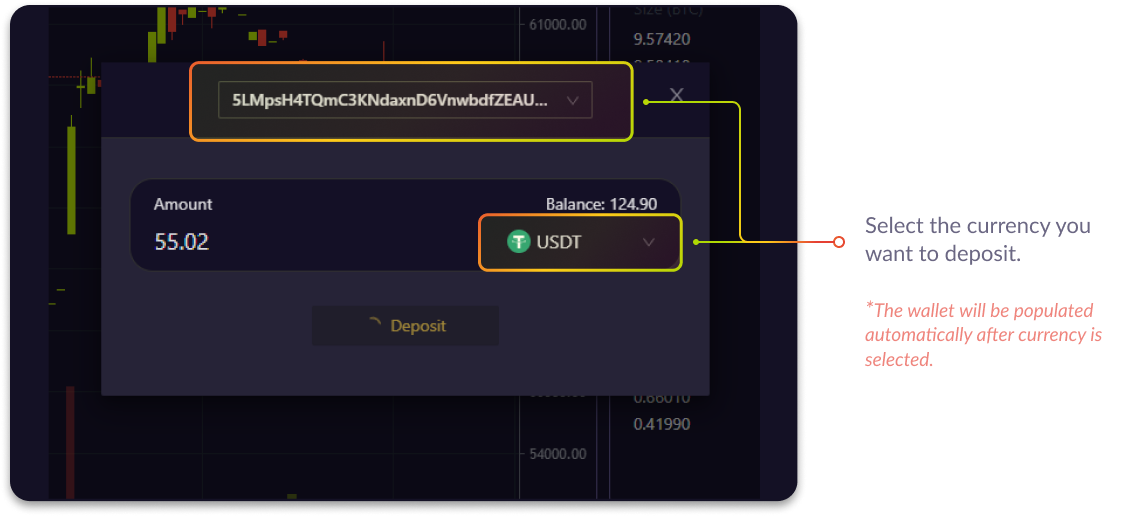 Size (BTC)
61000.00
9.57420
5LMpsH4TQmC3KNdaxnD6VnwbdfZEAU...
X
Amount
Balance: 124.90
55.02
USDT
Deposit
Select the currency you
want to deposit.
*The wallet will be populated
automatically after currency is
selected.
0.66010
0.41990
54000.00